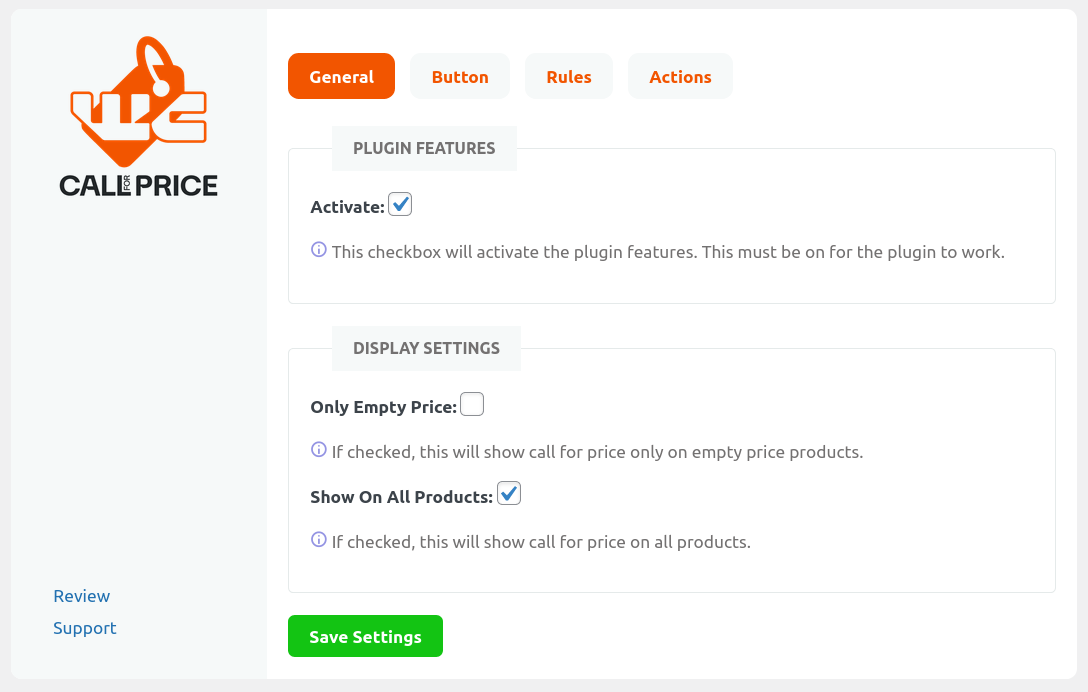 WC
CALL FOR PRICE
General
Button
Rules
Actions
PLUGIN FEATURES
Activate:
This checkbox will activate the plugin features. This must be on for the plugin to work.
DISPLAY SETTINGS
Only Empty Price:
If checked, this will show call for price only on empty price products.
Show On All Products:
If checked, this will show call for price on all products.
Review
Support
Save Settings